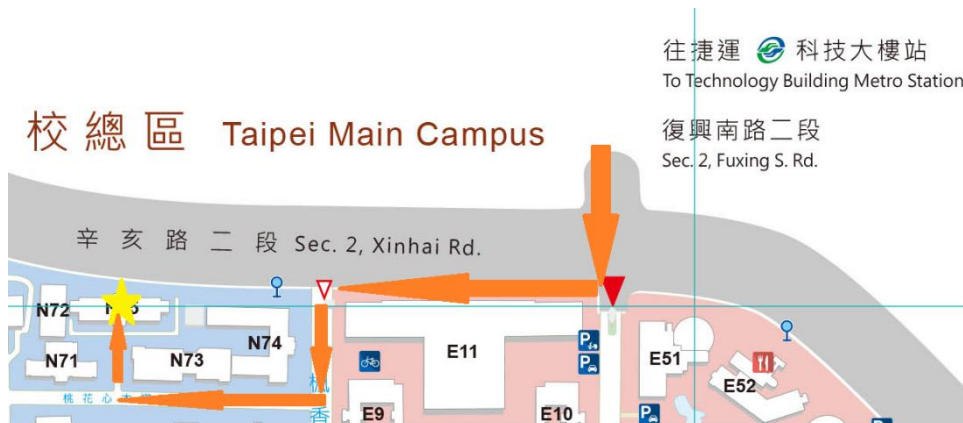 往捷運 科技大樓站
To Technology Building Metro Station
校總區 Taipei Main Campus
復興南路二段
Sec. 2, Fuxing S. Rd.
辛亥路二段 Sec. 2, Xinhai Rd.
N72
N74
N71
N73
E11
E51
E52
E9
E10
P
P
P
P